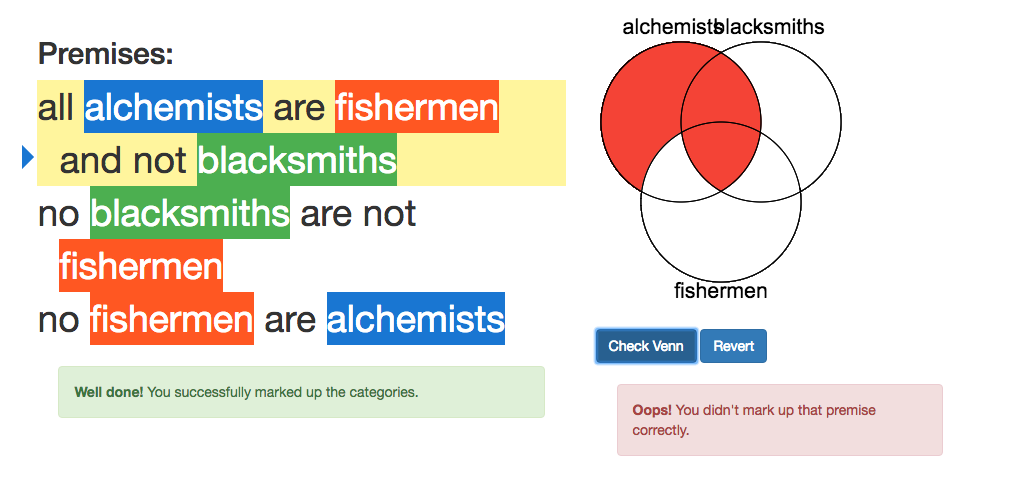 Premises:
all alchemists are fishermen
and not blacksmiths
no blacksmiths are not
fishermen
no fishermen are alchemists
Well done! You successfully marked up the categories.
alchemists blacksmiths
fishermen
Check Venn Revert
Oops! You didn't mark up that premise
correctly.